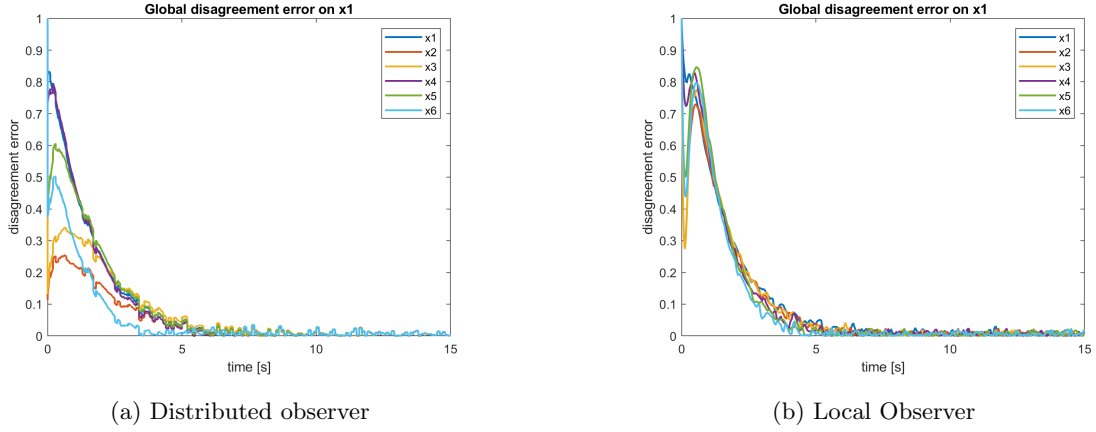 Global disagreement error on x1
1
0.9
0.8
0.7
0.6
0.5
0.4
0.3
0.2
0.1
0
disagreement error
0
5
10
15
time [s]
x1
x2
x3
x4
x5
x6
(a) Distributed observer
Global disagreement error on x1
1
0.9
0.8
0.7
0.6
0.5
0.4
0.3
0.2
0.1
0
disagreement error
0
5
10
15
time [s]
x1
x2
x3
x4
x5
x6
(b) Local Observer